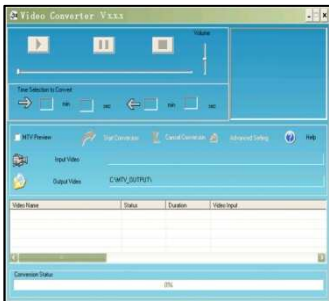 Video Converter Vxxx
Volume
Time Selection to Convert
min sec min sec
MTV Preview Start Conversion Cancel Conversion Advanced Setting Help
Input Video
Output Video C:\MTV_OUTPUT\
Video Name Status Duration Video Input
Conversion Status
0%